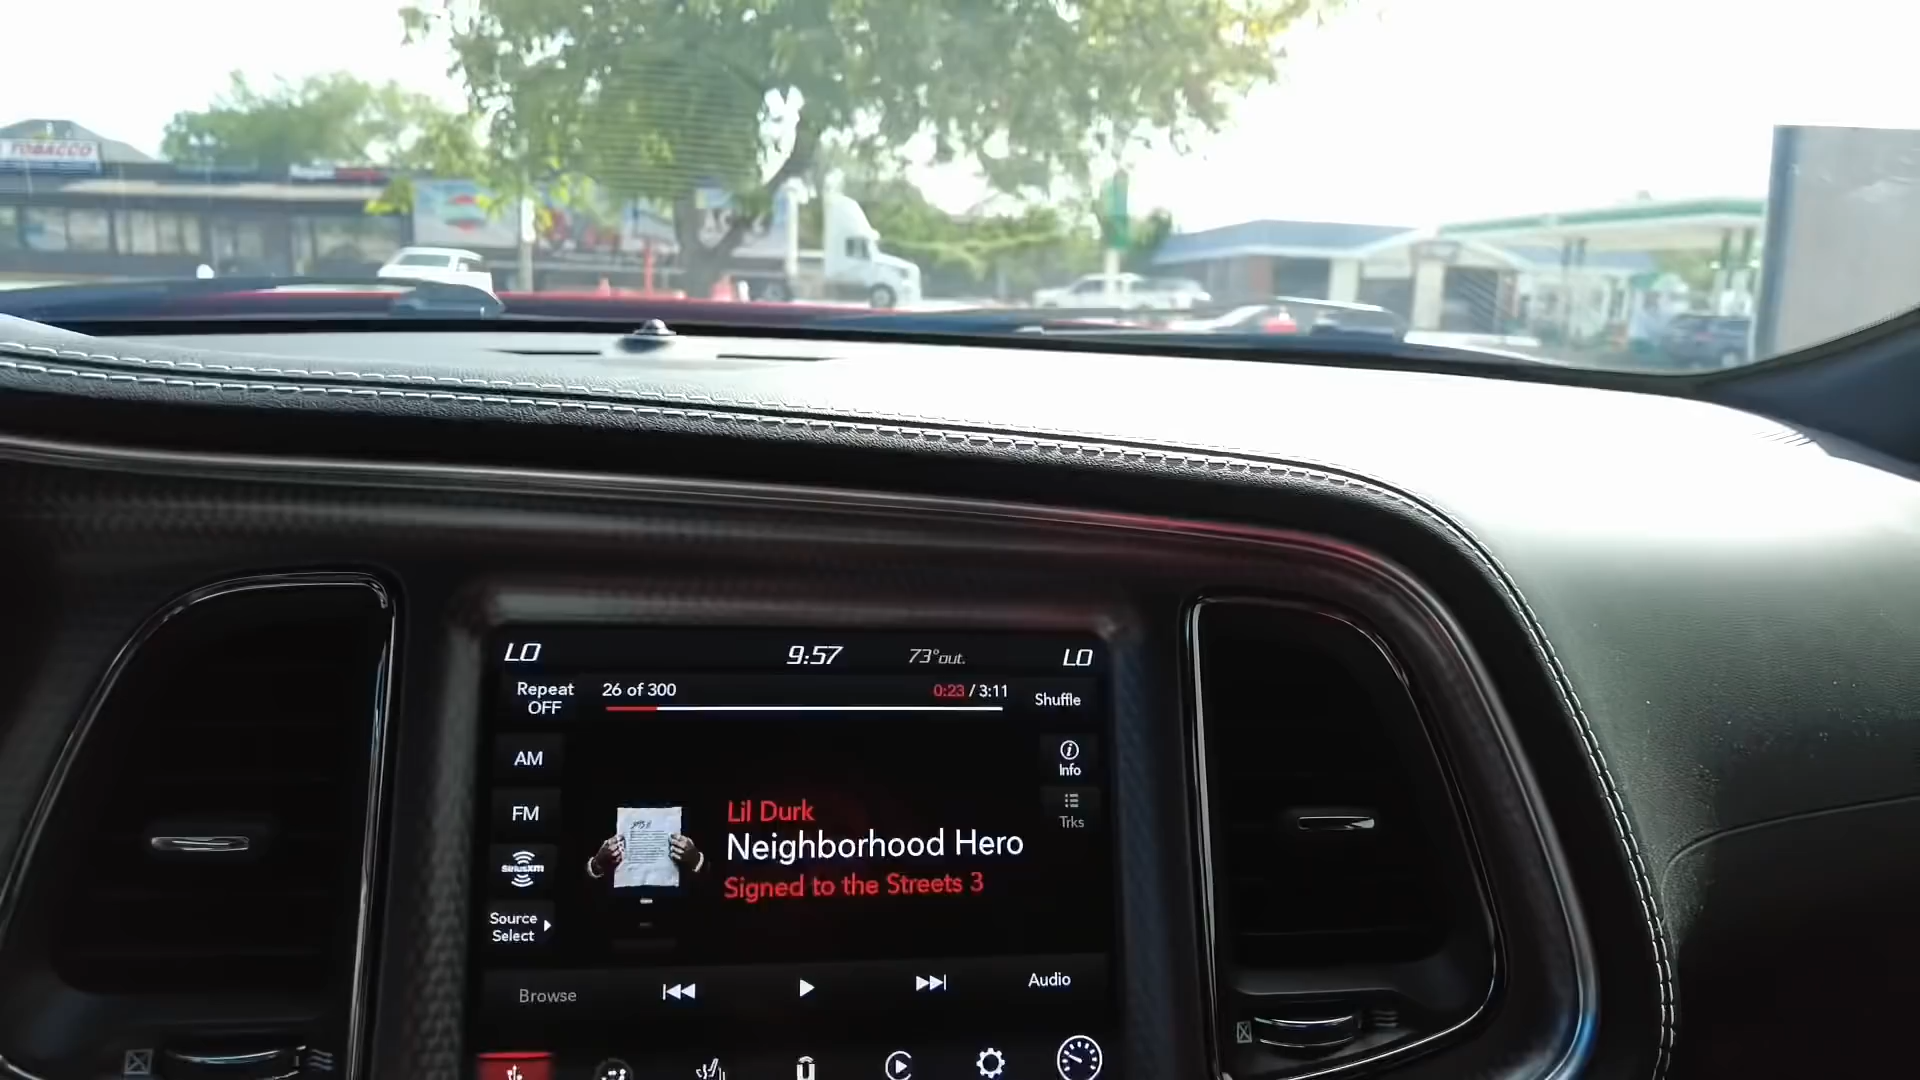 TOBACCO
LO
9:57
73°out.
LO
Repeat
OFF
26 of 300
0:23 / 3:11
Shuffle
AM
Info
FM
Trks
Lil Durk
Neighborhood Hero
Signed to the Streets 3
SiriusXM
Source
Select
Browse
Audio